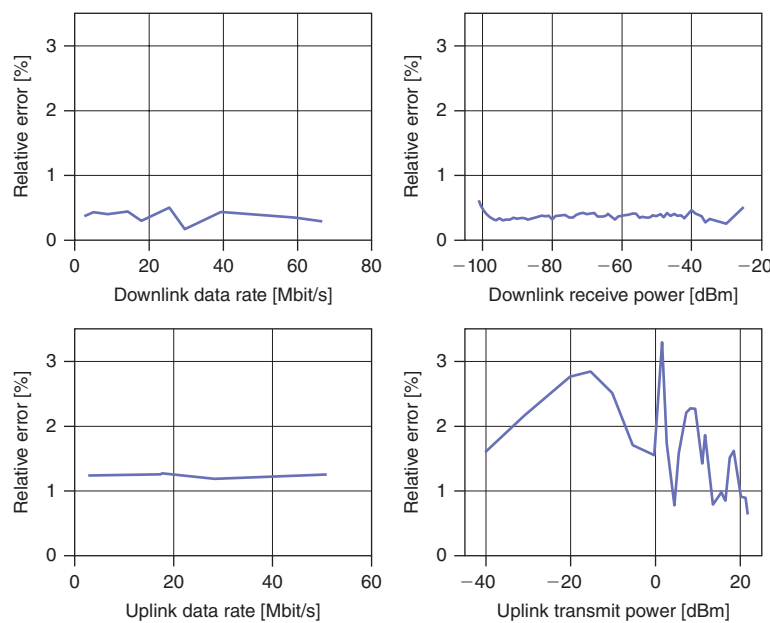 Relative error [%]
3
2
1
0
0 20 40 60 80
Downlink data rate [Mbit/s]
Relative error [%]
3
2
1
0
−100 −80 −60 −40 −20
Downlink receive power [dBm]
Relative error [%]
3
2
1
0
0 20 40 60
Uplink data rate [Mbit/s]
Relative error [%]
3
2
1
0
−40 −20 0 20
Uplink transmit power [dBm]